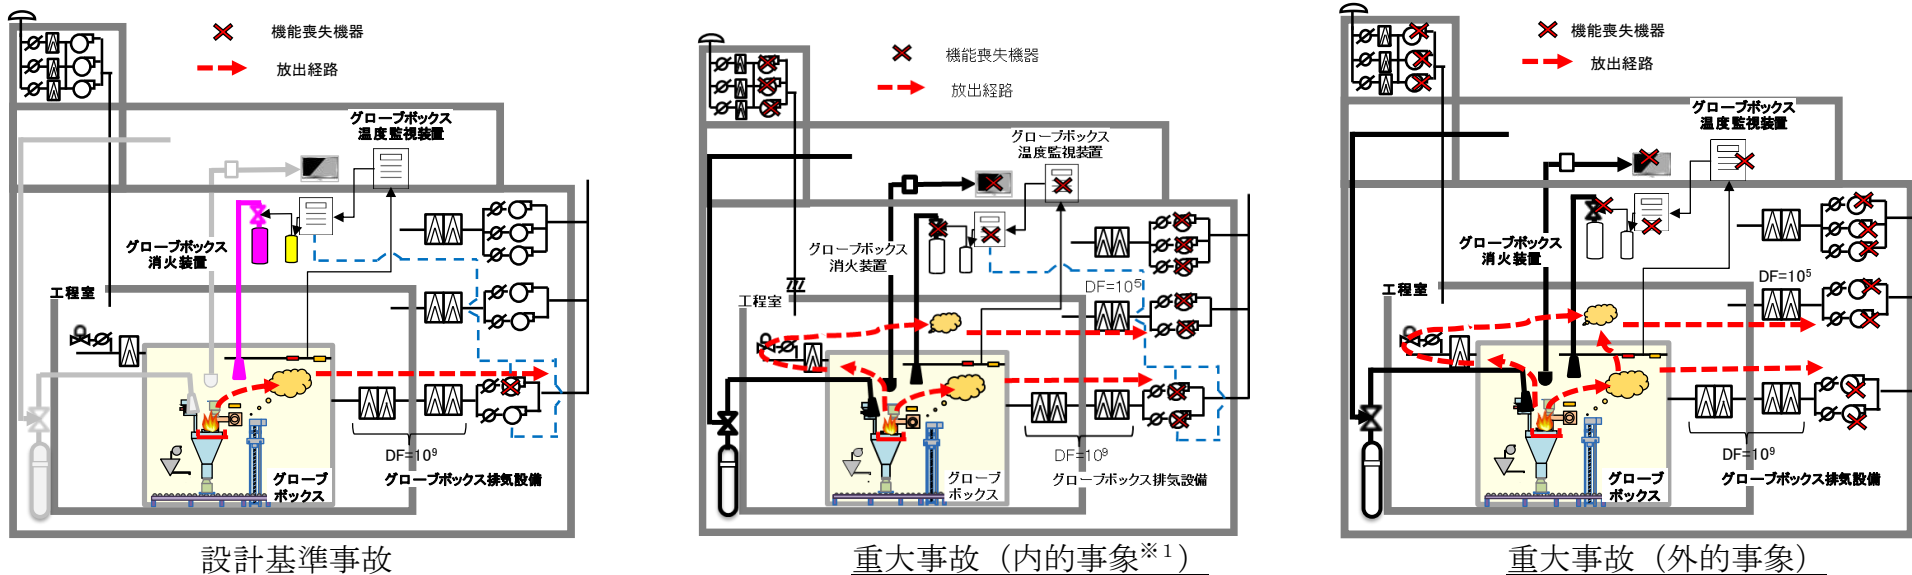 機能喪失機器
放出経路
グローブボックス
温度監視装置
グローブボックス
消火装置
工程室
DF=10⁹
グローブ
ボックス
グローブボックス排気設備
設計基準事故
機能喪失機器
放出経路
グローブボックス
温度監視装置
グローブボックス
消火装置
DF=10⁵
工程室
DF=10⁹
グローブ
ボックス
グローブボックス排気設備
重大事故（内的事象※１）
機能喪失機器
放出経路
グローブボックス
温度監視装置
グローブボックス
消火装置
DF=10⁵
工程室
DF=10⁹
グローブ
ボックス
グローブボックス排気設備
重大事故（外的事象）